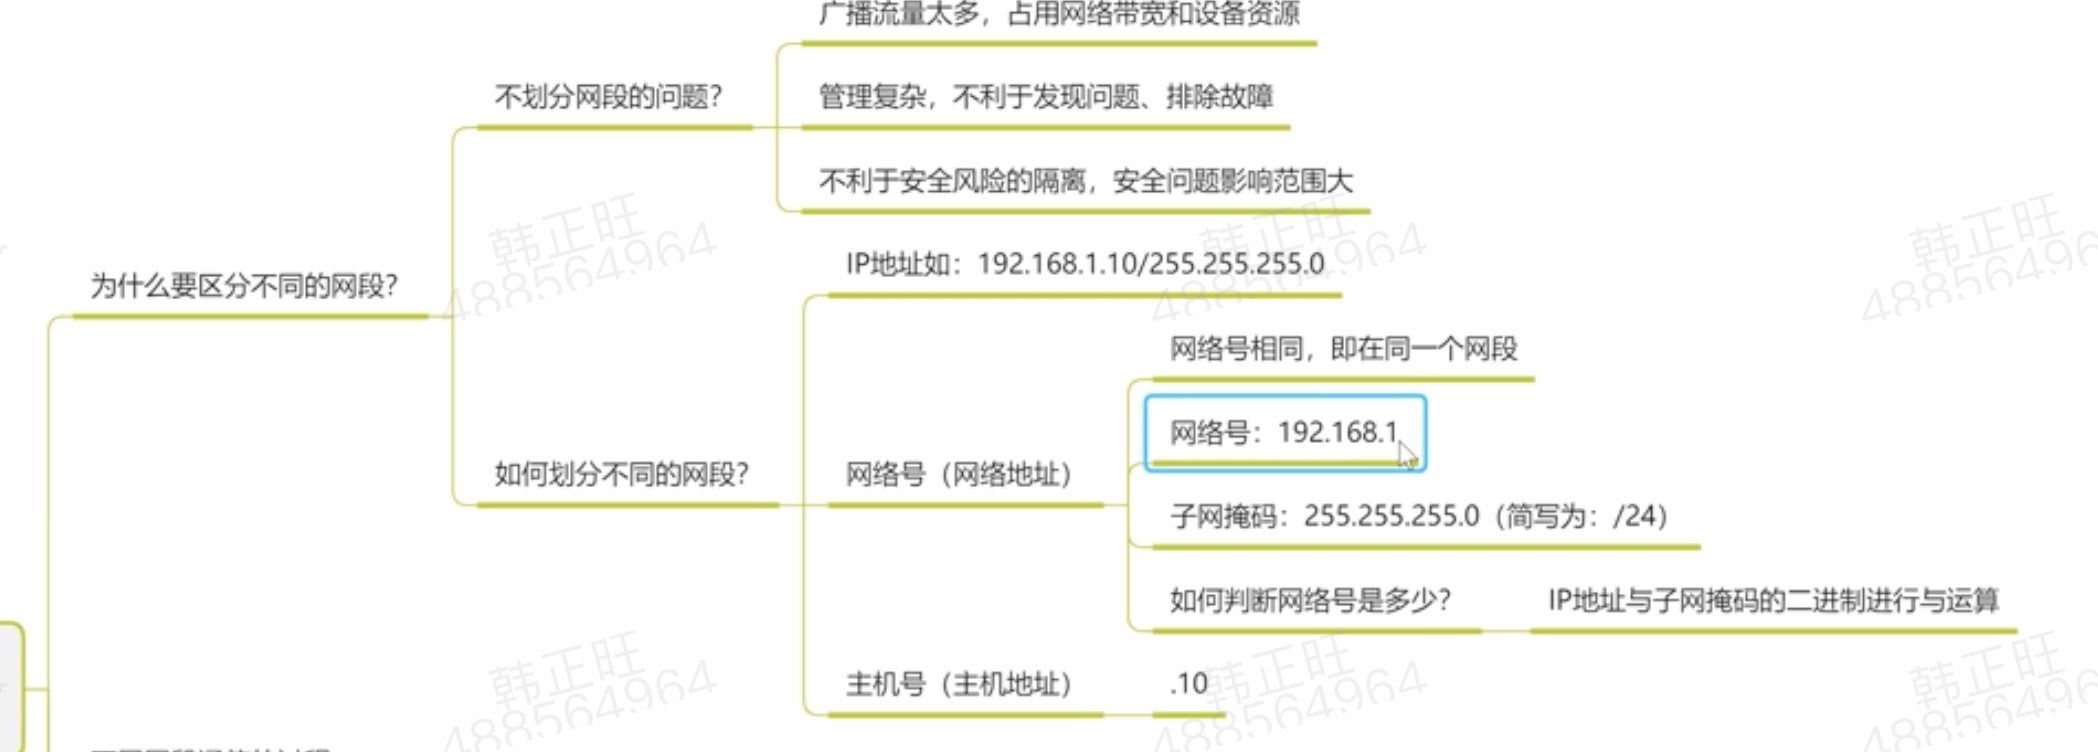 广播流量太多，占用网络带宽和设备资源
不划分网段的问题？
管理复杂，不利于发现问题、排除故障
不利于安全风险的隔离，安全问题影响范围大
为什么要区分不同的网段？
IP地址如：192.168.1.10/255.255.255.0
网络号相同，即在同一个网段
网络号：192.168.1
如何划分不同的网段？
网络号（网络地址）
子网掩码：255.255.255.0（简写为：/24）
如何判断网络号是多少？
IP地址与子网掩码的二进制进行与运算
主机号（主机地址）
.10
韩正旺
488564964
韩正旺
488564964
韩正旺
48856496
韩正旺
488564964
韩正旺
488564964
韩正旺
48856496